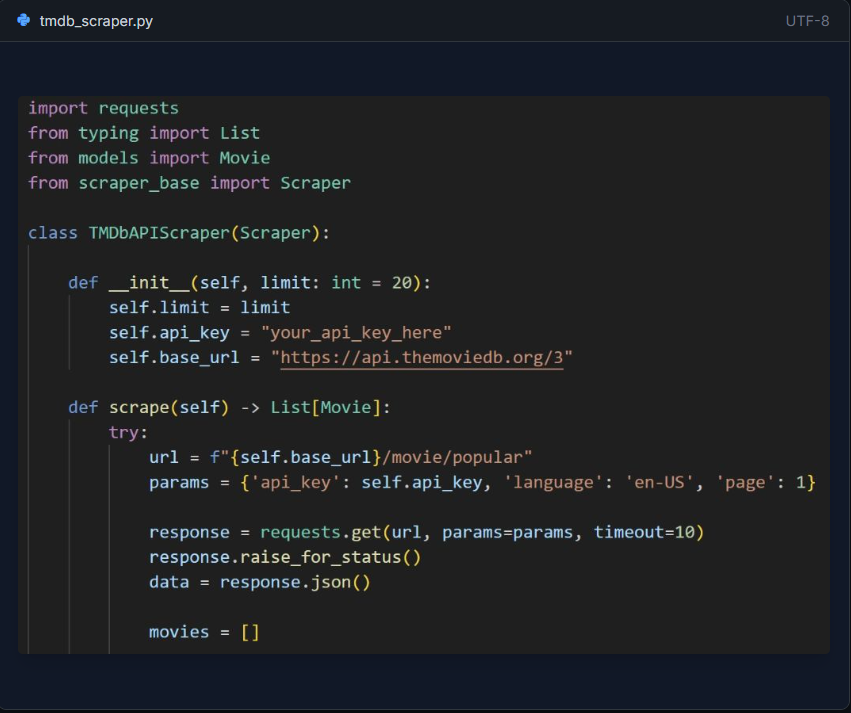 tmdb_scraper.py
UTF-8
import requests
from typing import List
from models import Movie
from scraper_base import Scraper
class TMDbAPIScraper(Scraper):
def __init__(self, limit: int = 20):
self.limit = limit
self.api_key = "your_api_key_here"
self.base_url = "https://api.themoviedb.org/3"
def scrape(self) -> List[Movie]:
try:
url = f"{self.base_url}/movie/popular"
params = {'api_key': self.api_key, 'language': 'en-US', 'page': 1}
response = requests.get(url, params=params, timeout=10)
response.raise_for_status()
data = response.json()
movies = []